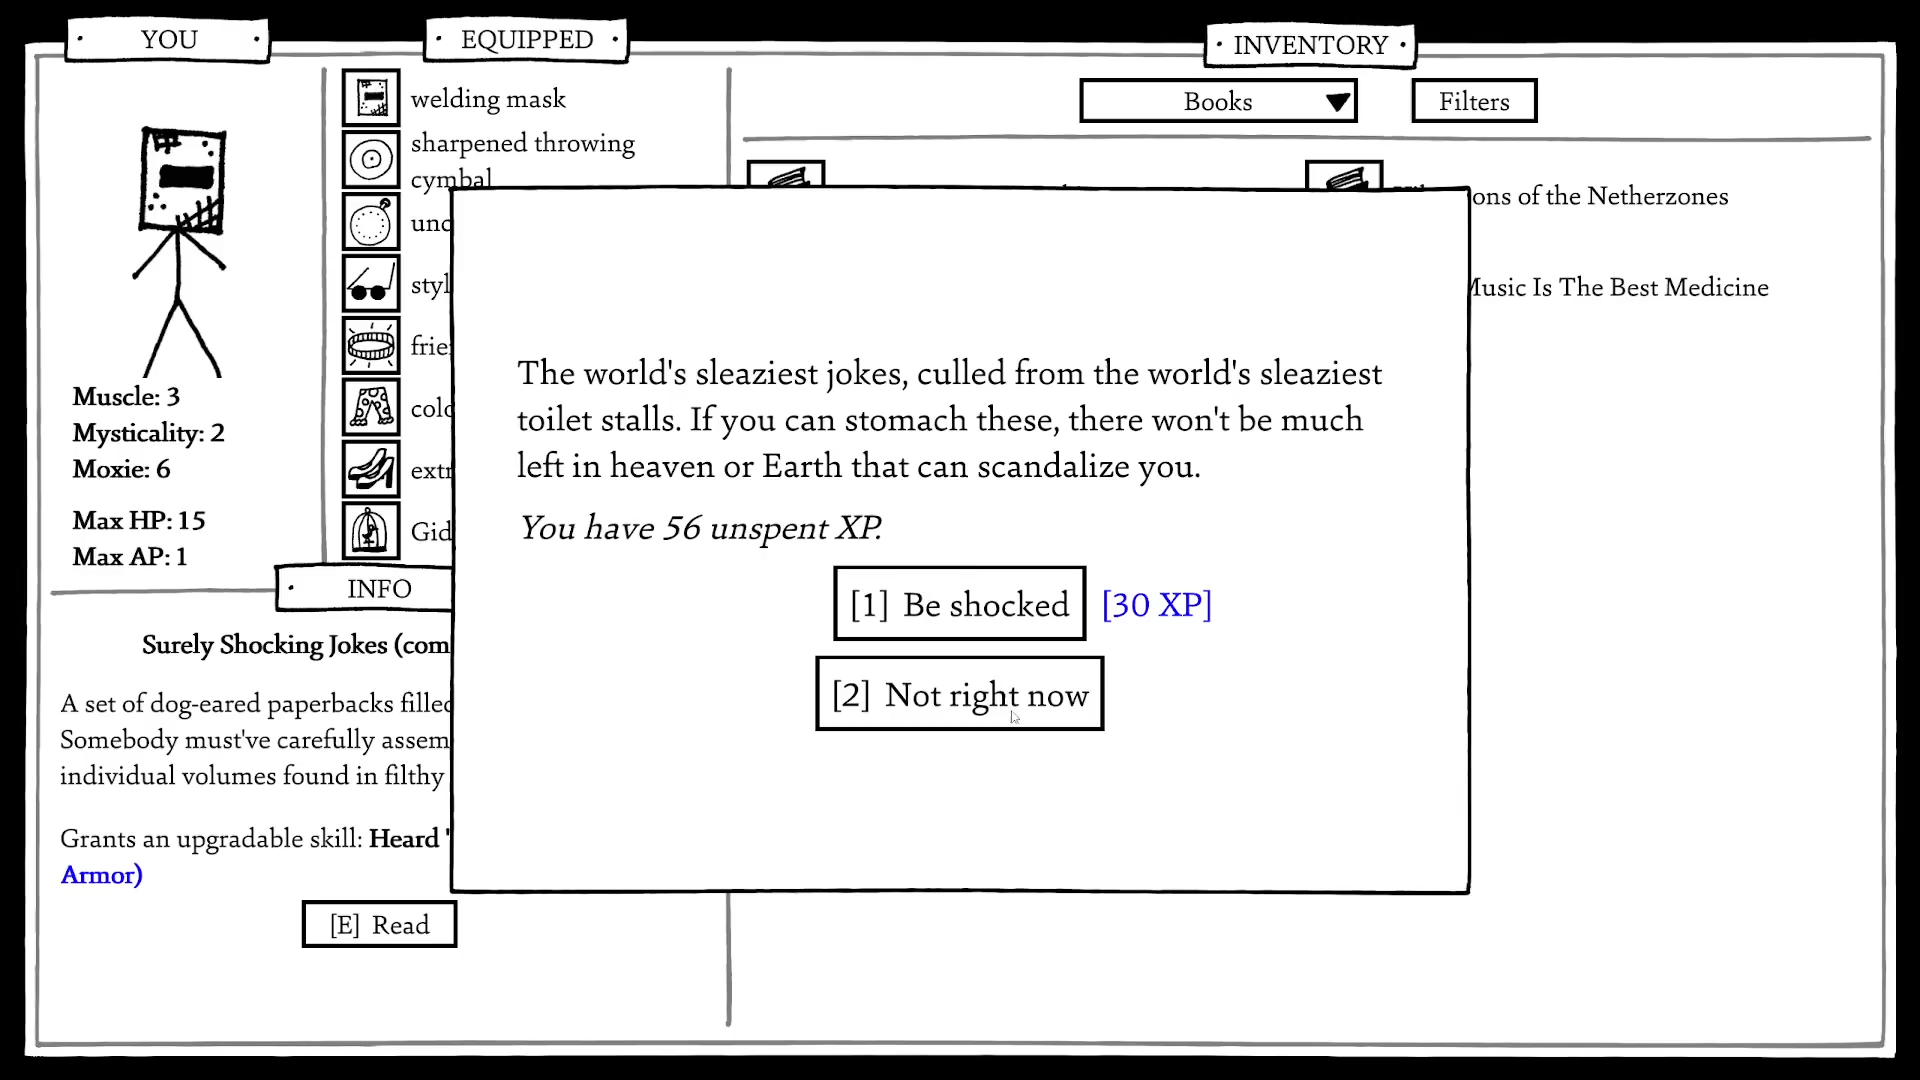 YOU
EQUIPPED
INVENTORY
welding mask
sharpened throwing
cymbal
Books
Filters
ons of the Netherzones
Music Is The Best Medicine
Muscle: 3
Mysticality: 2
Moxie: 6
Max HP: 15
Max AP: 1
INFO
Surely Shocking Jokes (com
A set of dog-eared paperbacks filled
Somebody must've carefully assem
individual volumes found in filthy
Grants an upgradable skill: Heard "
Armor)
[E] Read
The world's sleaziest jokes, culled from the world's sleaziest
toilet stalls. If you can stomach these, there won't be much
left in heaven or Earth that can scandalize you.
You have 56 unspent XP.
[1] Be shocked [30 XP]
[2] Not right now